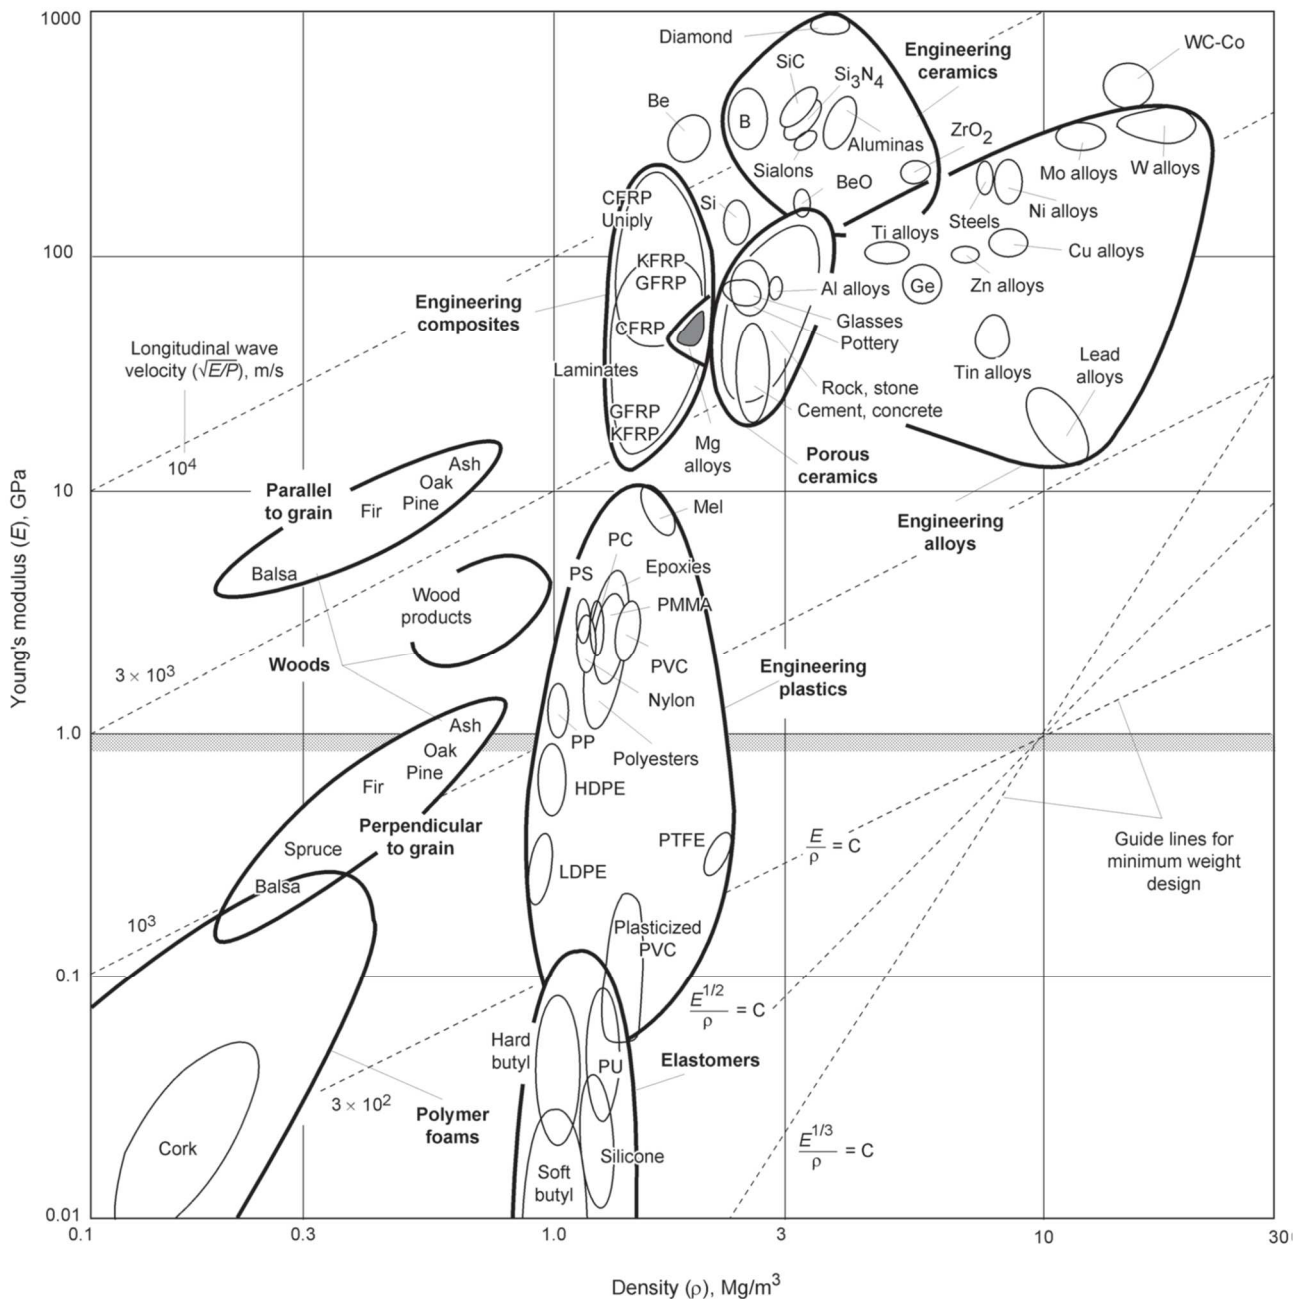 1000
Diamond
Engineering
ceramics
WC-Co
SiC
Si3N4
Be
B
ZrO2
Aluminas
Mo alloys
W alloys
Sialons
BeO
CFRP
Uniply
Si
Ni alloys
Steels
Ti alloys
100
Cu alloys
KFRP
GFRP
Al alloys
Ge
Zn alloys
Engineering
composites
Glasses
Pottery
CFRP
Longitudinal wave
velocity (√E/P), m/s
Laminates
Tin alloys
Lead
alloys
Rock, stone
Cement, concrete
GFRP
KFRP
Mg
alloys
Porous
ceramics
10⁴
Ash
Oak
Pine
Fir
Parallel
to grain
10
Mel
Engineering
alloys
PC
Epoxies
PS
Balsa
Wood
products
PMMA
Young's modulus (E), GPa
3 × 10³
Woods
PVC
Nylon
Engineering
plastics
Ash
Oak
Pine
Fir
1.0
PP
Polyesters
HDPE
Perpendicular
to grain
PTFE
E/ρ = C
Guide lines for
minimum weight
design
Spruce
Balsa
LDPE
10³
Plasticized
PVC
0.1
E^1/2/ρ = C
Hard
butyl
PU
Elastomers
3 × 10²
Polymer
foams
Cork
E^1/3/ρ = C
Silicone
Soft
butyl
0.01
0.1
0.3
1.0
3
10
30
Density (ρ), Mg/m³